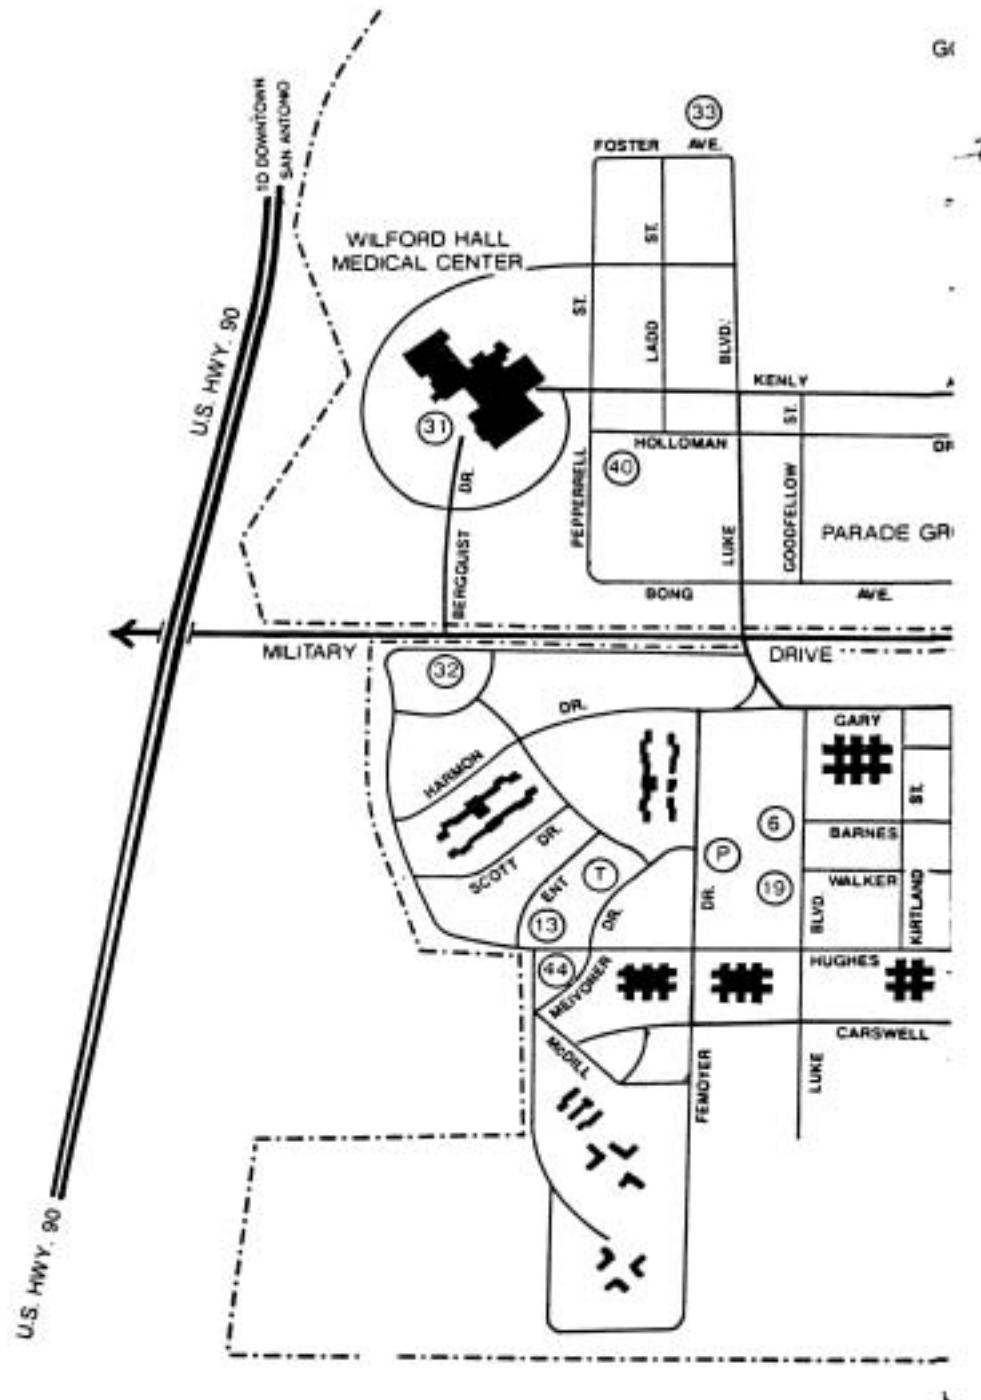 GO
TO DOWNTOWN
SAN ANTONIO
33
FOSTER AVE.
WILFORD HALL
MEDICAL CENTER
ST.
ST.
LADD
BLVD.
U.S. HWY. 90
KENLY
ST.
31
HOLLOMAN
DR.
40
PEPPERRELL
LUKE
GOODFELLOW
PARADE GR
BERGQUIST
BONG AVE.
MILITARY DRIVE
32
DR.
GARY
HARMON
ST.
6
BARNES
SCOTT DR.
P
T
ENT
19
WALKER
DR.
BLVD.
KIRTLAND
13
DR.
44
HUGHES
CARSWELL
McDILL
FEMOYER
LUKE
U.S. HWY. 90